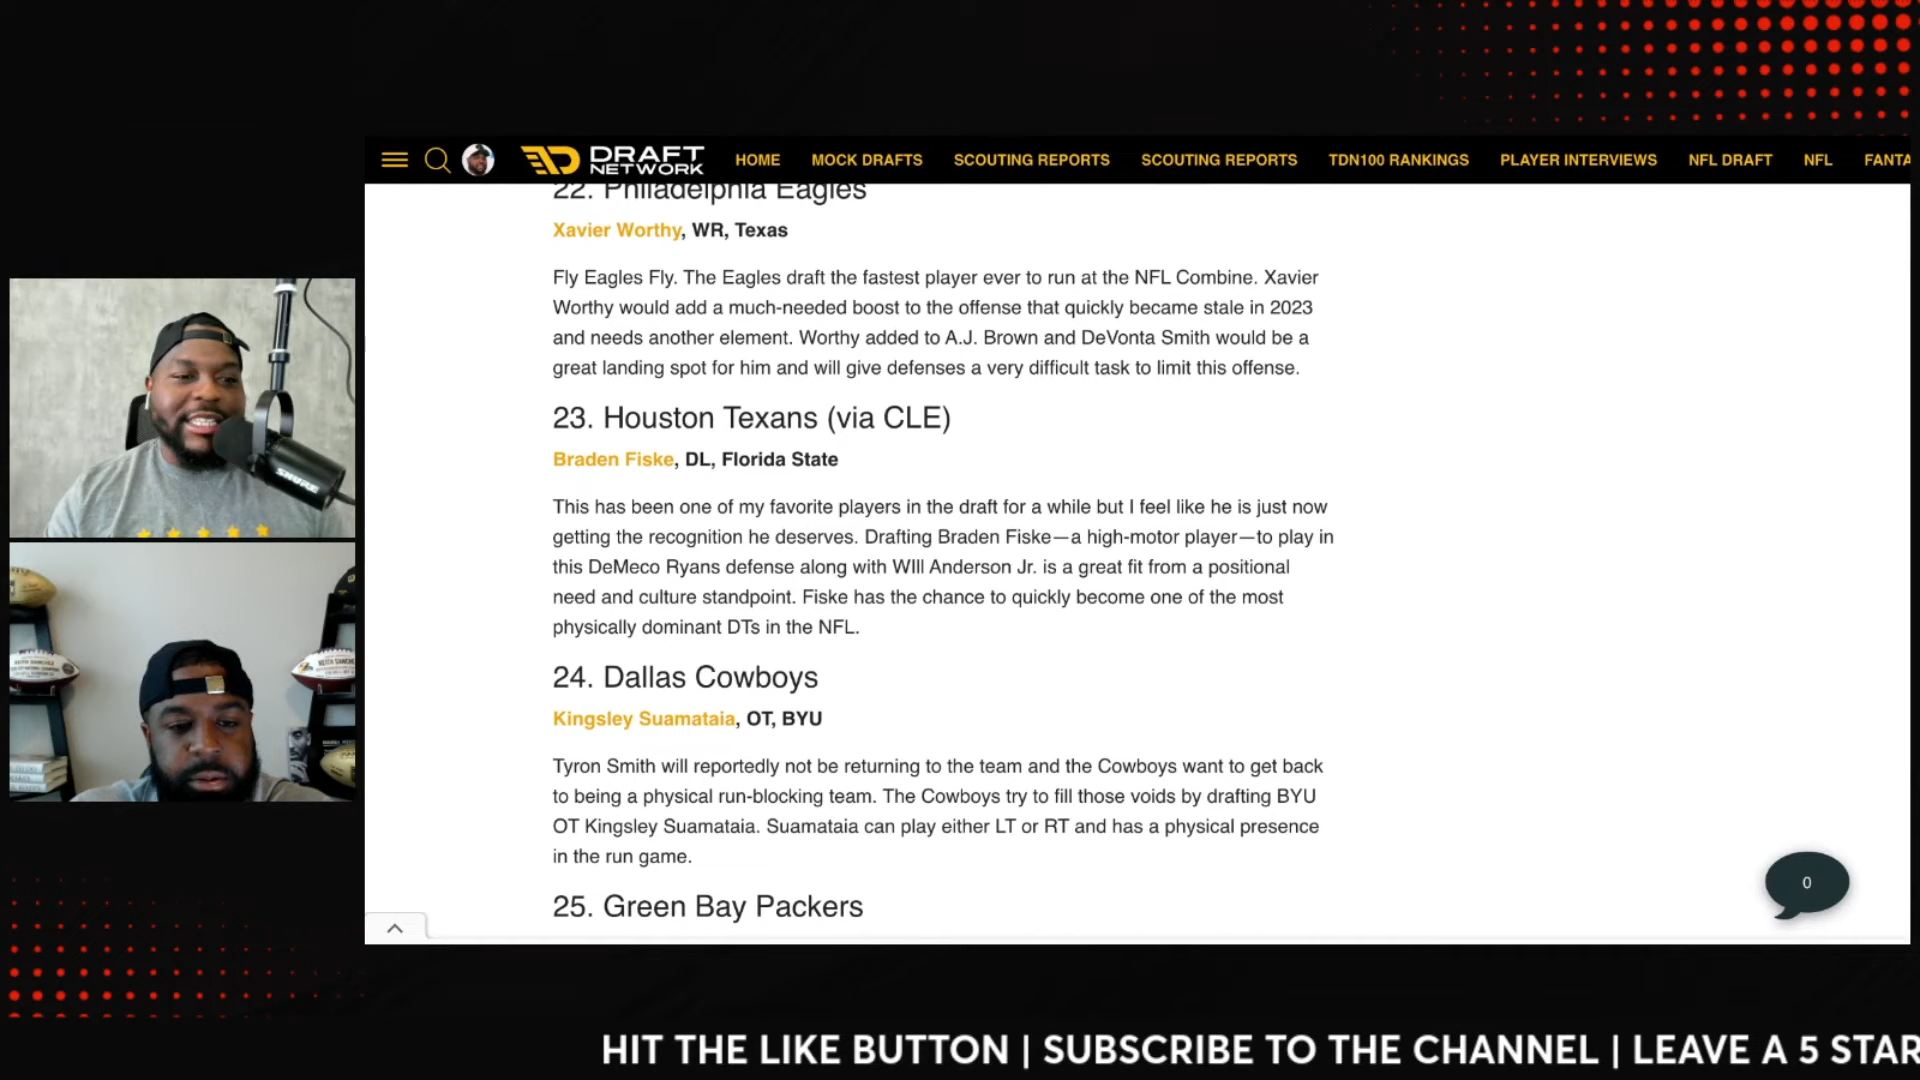 DRAFT
NETWORK
HOME MOCK DRAFTS SCOUTING REPORTS SCOUTING REPORTS TDN100 RANKINGS PLAYER INTERVIEWS NFL DRAFT NFL FANTA
22. Philadelphia Eagles
Xavier Worthy, WR, Texas
Fly Eagles Fly. The Eagles draft the fastest player ever to run at the NFL Combine. Xavier
Worthy would add a much-needed boost to the offense that quickly became stale in 2023
and needs another element. Worthy added to A.J. Brown and DeVonta Smith would be a
great landing spot for him and will give defenses a very difficult task to limit this offense.
23. Houston Texans (via CLE)
Braden Fiske, DL, Florida State
This has been one of my favorite players in the draft for a while but I feel like he is just now
getting the recognition he deserves. Drafting Braden Fiske—a high-motor player—to play in
this DeMeco Ryans defense along with WIll Anderson Jr. is a great fit from a positional
need and culture standpoint. Fiske has the chance to quickly become one of the most
physically dominant DTs in the NFL.
24. Dallas Cowboys
Kingsley Suamataia, OT, BYU
Tyron Smith will reportedly not be returning to the team and the Cowboys want to get back
to being a physical run-blocking team. The Cowboys try to fill those voids by drafting BYU
OT Kingsley Suamataia. Suamataia can play either LT or RT and has a physical presence
in the run game.
25. Green Bay Packers
0
SHURE
HIT THE LIKE BUTTON | SUBSCRIBE TO THE CHANNEL | LEAVE A 5 STAR